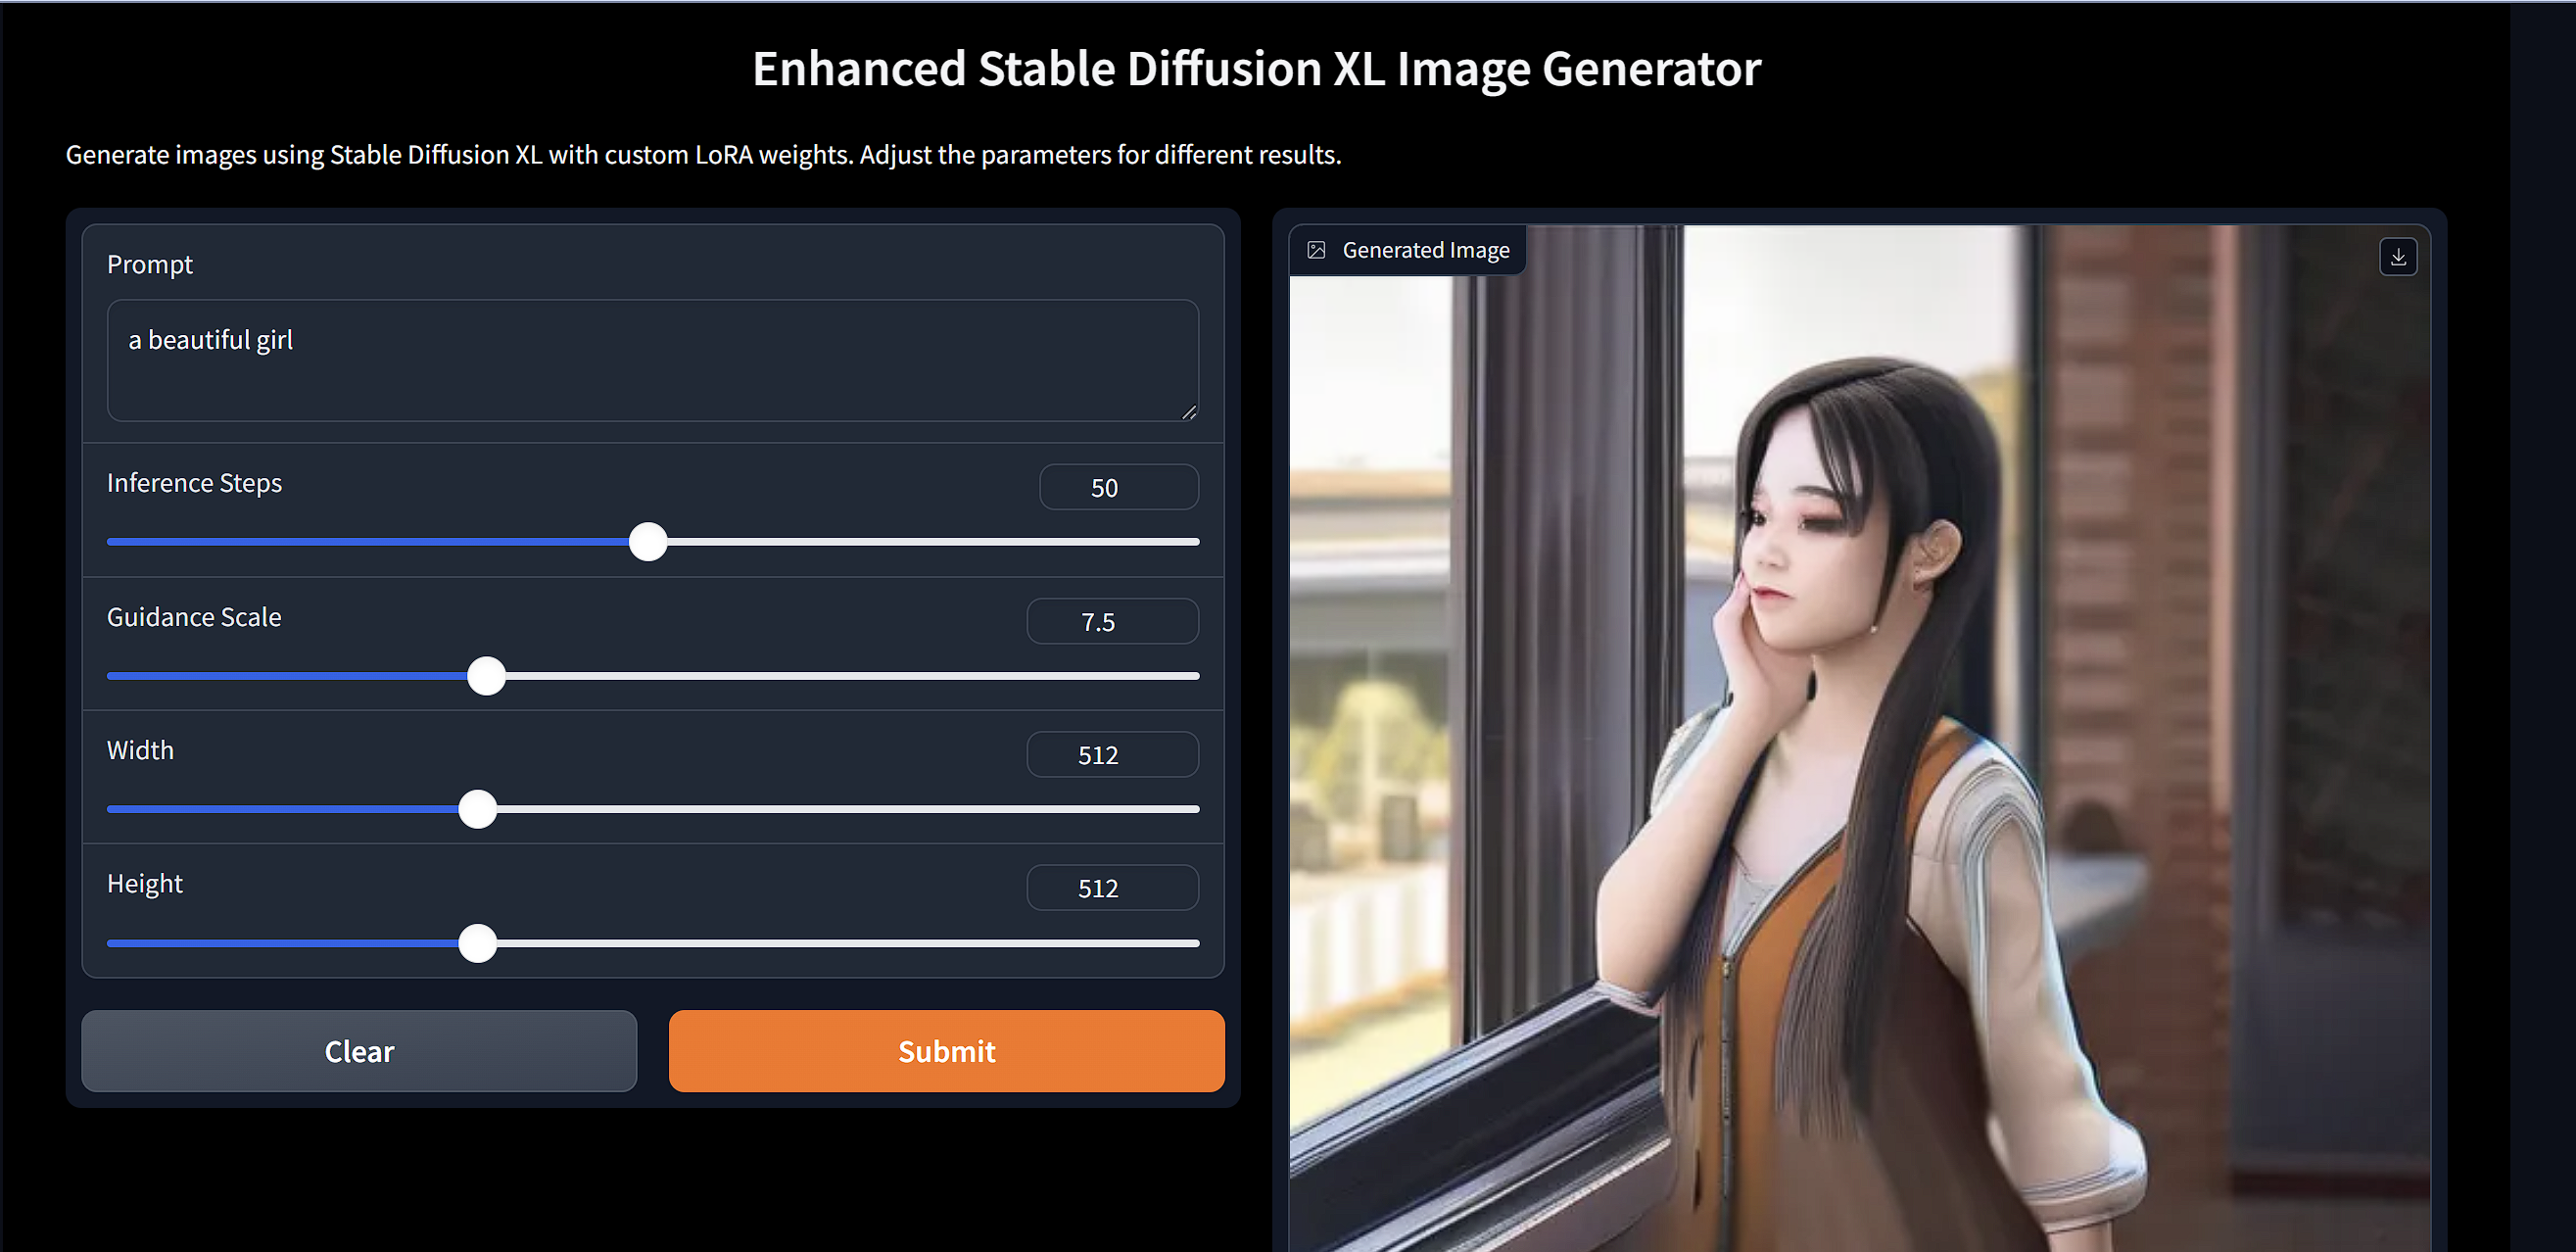 Enhanced Stable Diffusion XL Image Generator
Generate images using Stable Diffusion XL with custom LoRA weights. Adjust the parameters for different results.
Prompt
a beautiful girl
Inference Steps
50
Guidance Scale
7.5
Width
512
Height
512
Clear
Submit
Generated Image